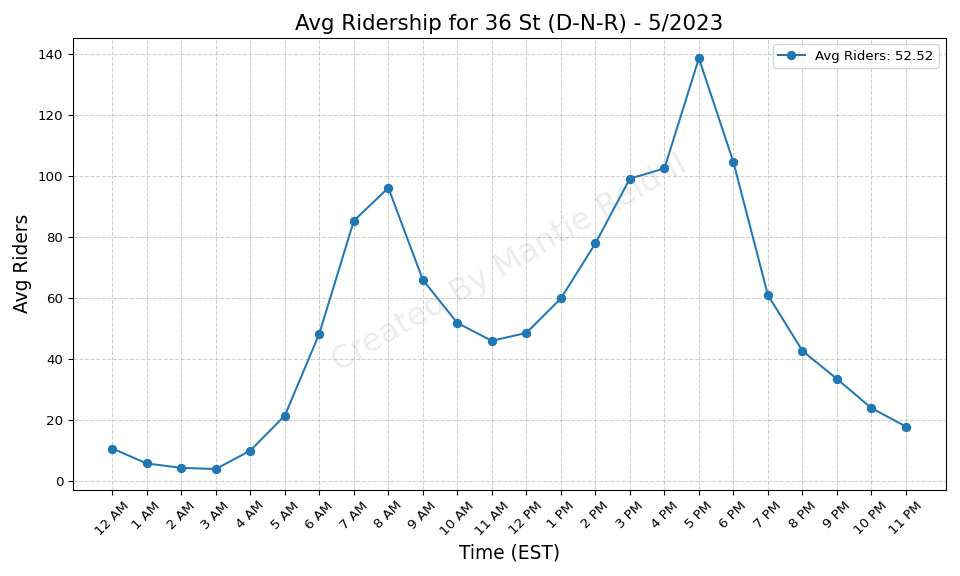 Avg Ridership for 36 St (D-N-R) - 5/2023
Avg Riders: 52.52
Avg Riders
140
120
100
80
60
40
20
0
12 AM
1 AM
2 AM
3 AM
4 AM
5 AM
6 AM
7 AM
8 AM
9 AM
10 AM
11 AM
12 PM
1 PM
2 PM
3 PM
4 PM
5 PM
6 PM
7 PM
8 PM
9 PM
10 PM
11 PM
Time (EST)
Created By Mantie